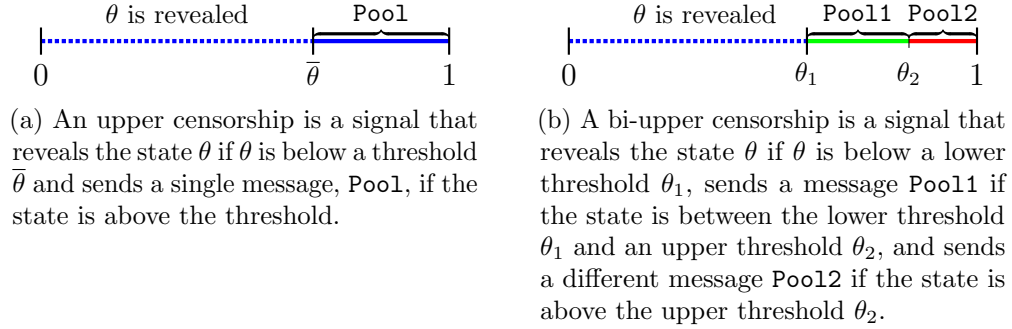 θ is revealed
Pool
0
θ̅
1
(a) An upper censorship is a signal that
reveals the state θ if θ is below a threshold
θ̅ and sends a single message, Pool, if the
state is above the threshold.
θ is revealed
Pool1
Pool2
0
θ₁
θ₂
1
(b) A bi-upper censorship is a signal that
reveals the state θ if θ is below a lower
threshold θ₁, sends a message Pool1 if
the state is between the lower threshold
θ₁ and an upper threshold θ₂, and sends
a different message Pool2 if the state is
above the upper threshold θ₂.